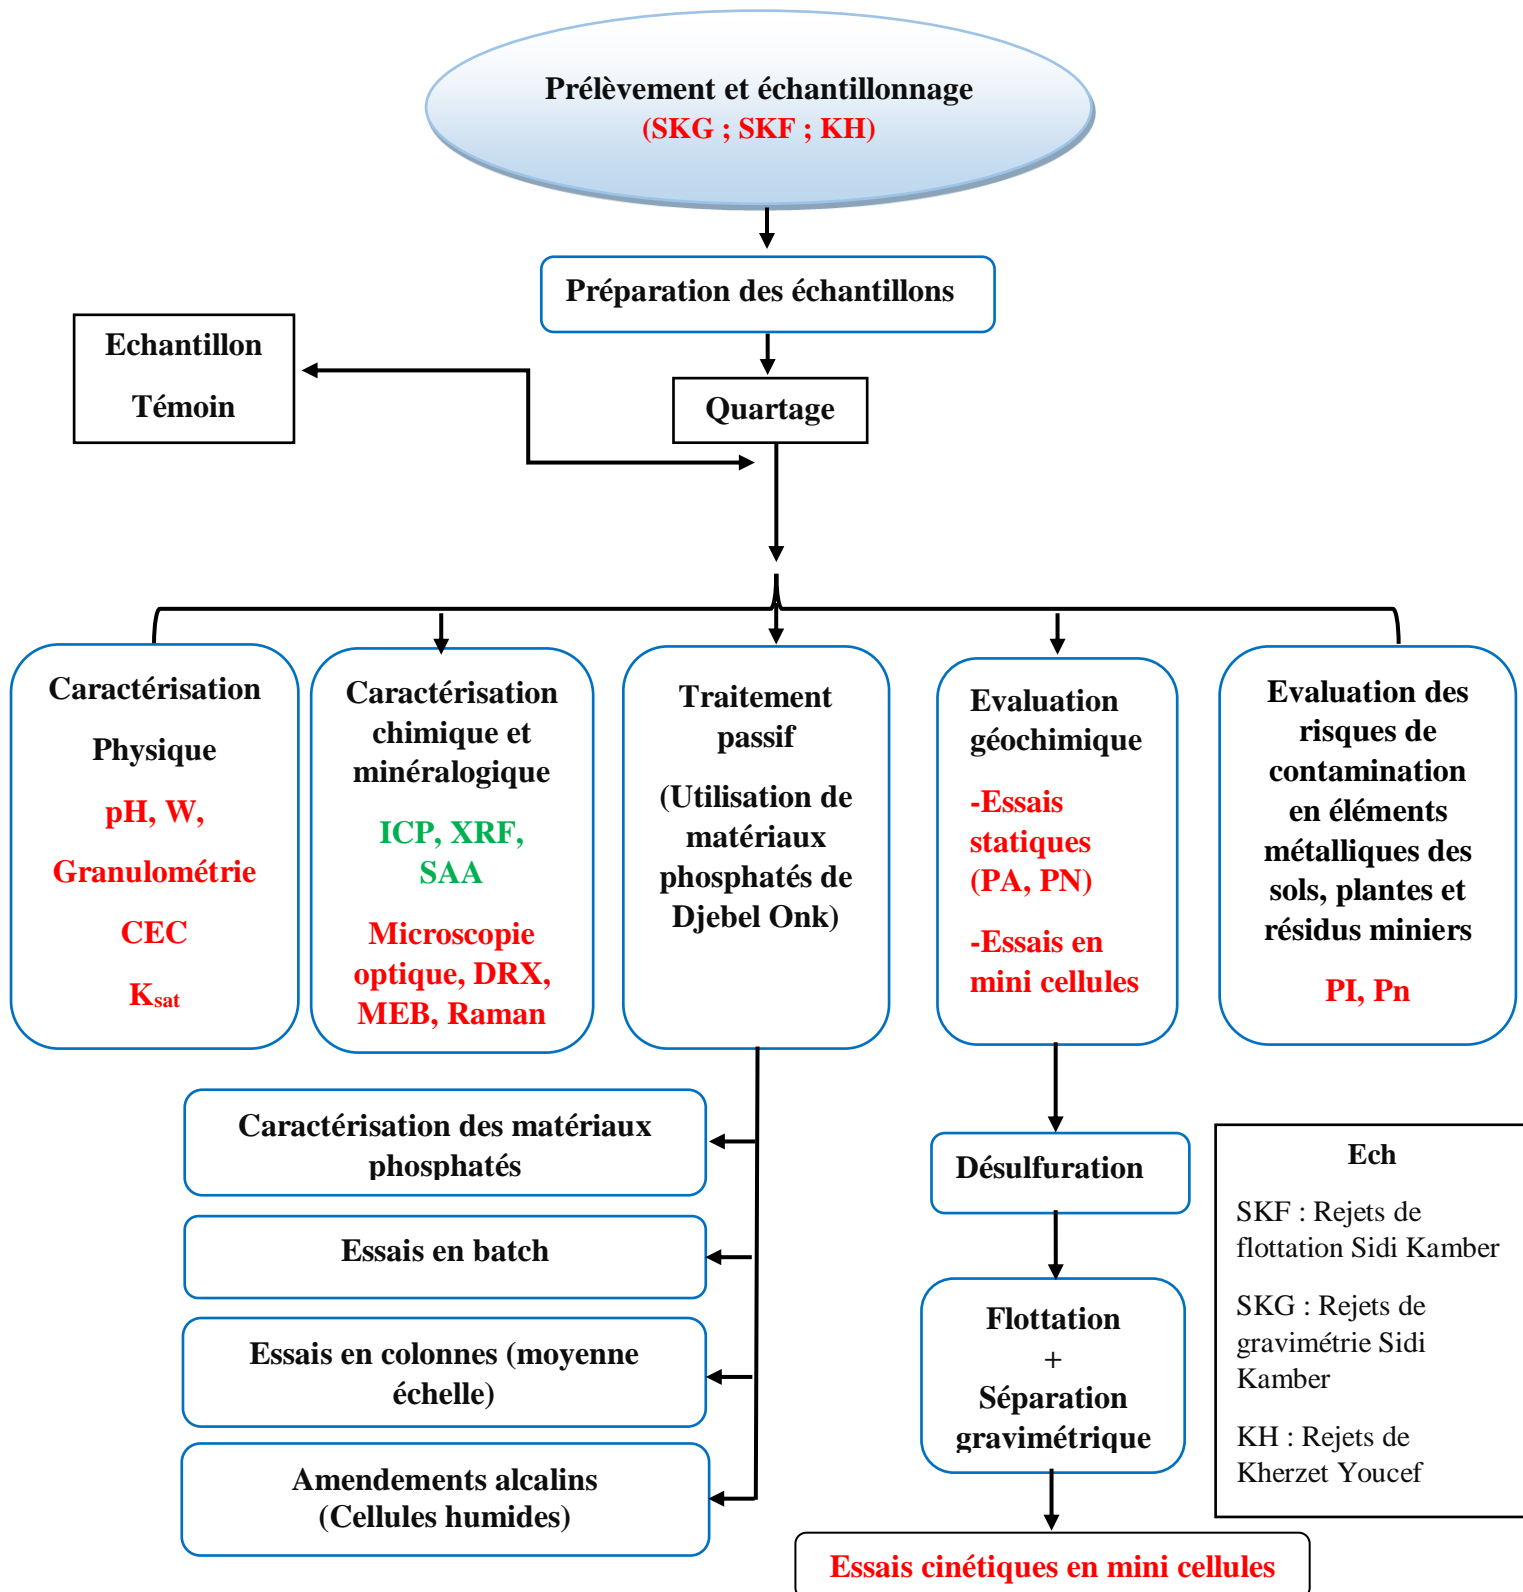 Prélèvement et échantillonnage
(SKG ; SKF ; KH)
Préparation des échantillons
Echantillon
Témoin
Quartage
Caractérisation
Physique
pH, W,
Granulométrie
CEC
Ksat
Caractérisation
chimique et
minéralogique
ICP, XRF,
SAA
Microscopie
optique, DRX,
MEB, Raman
Traitement
passif
(Utilisation de
matériaux
phosphatés de
Djebel Onk)
Evaluation
géochimique
-Essais
statiques
(PA, PN)
-Essais en
mini cellules
Evaluation des
risques de
contamination
en éléments
métalliques des
sols, plantes et
résidus miniers
PI, Pn
Caractérisation des matériaux
phosphatés
Essais en batch
Essais en colonnes (moyenne
échelle)
Amendements alcalins
(Cellules humides)
Désulfuration
Flottation
+
Séparation
gravimétrique
Essais cinétiques en mini cellules
Ech
SKF : Rejets de
flottation Sidi Kamber
SKG : Rejets de
gravimétrie Sidi
Kamber
KH : Rejets de
Kherzet Youcef